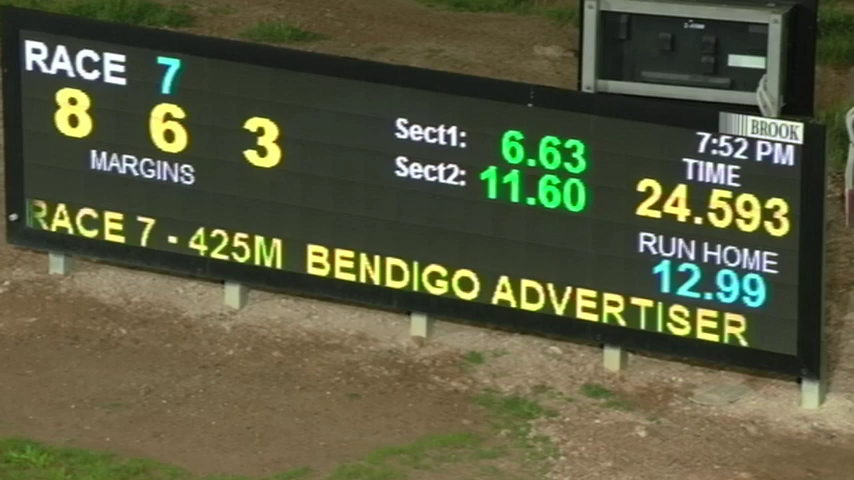 BROOK
RACE 7
7:52 PM
8 6 3
Sect1: 6.63
TIME
MARGINS
Sect2: 11.60
24.593
RUN HOME
12.99
RACE 7 - 425M BENDIGO ADVERTISER